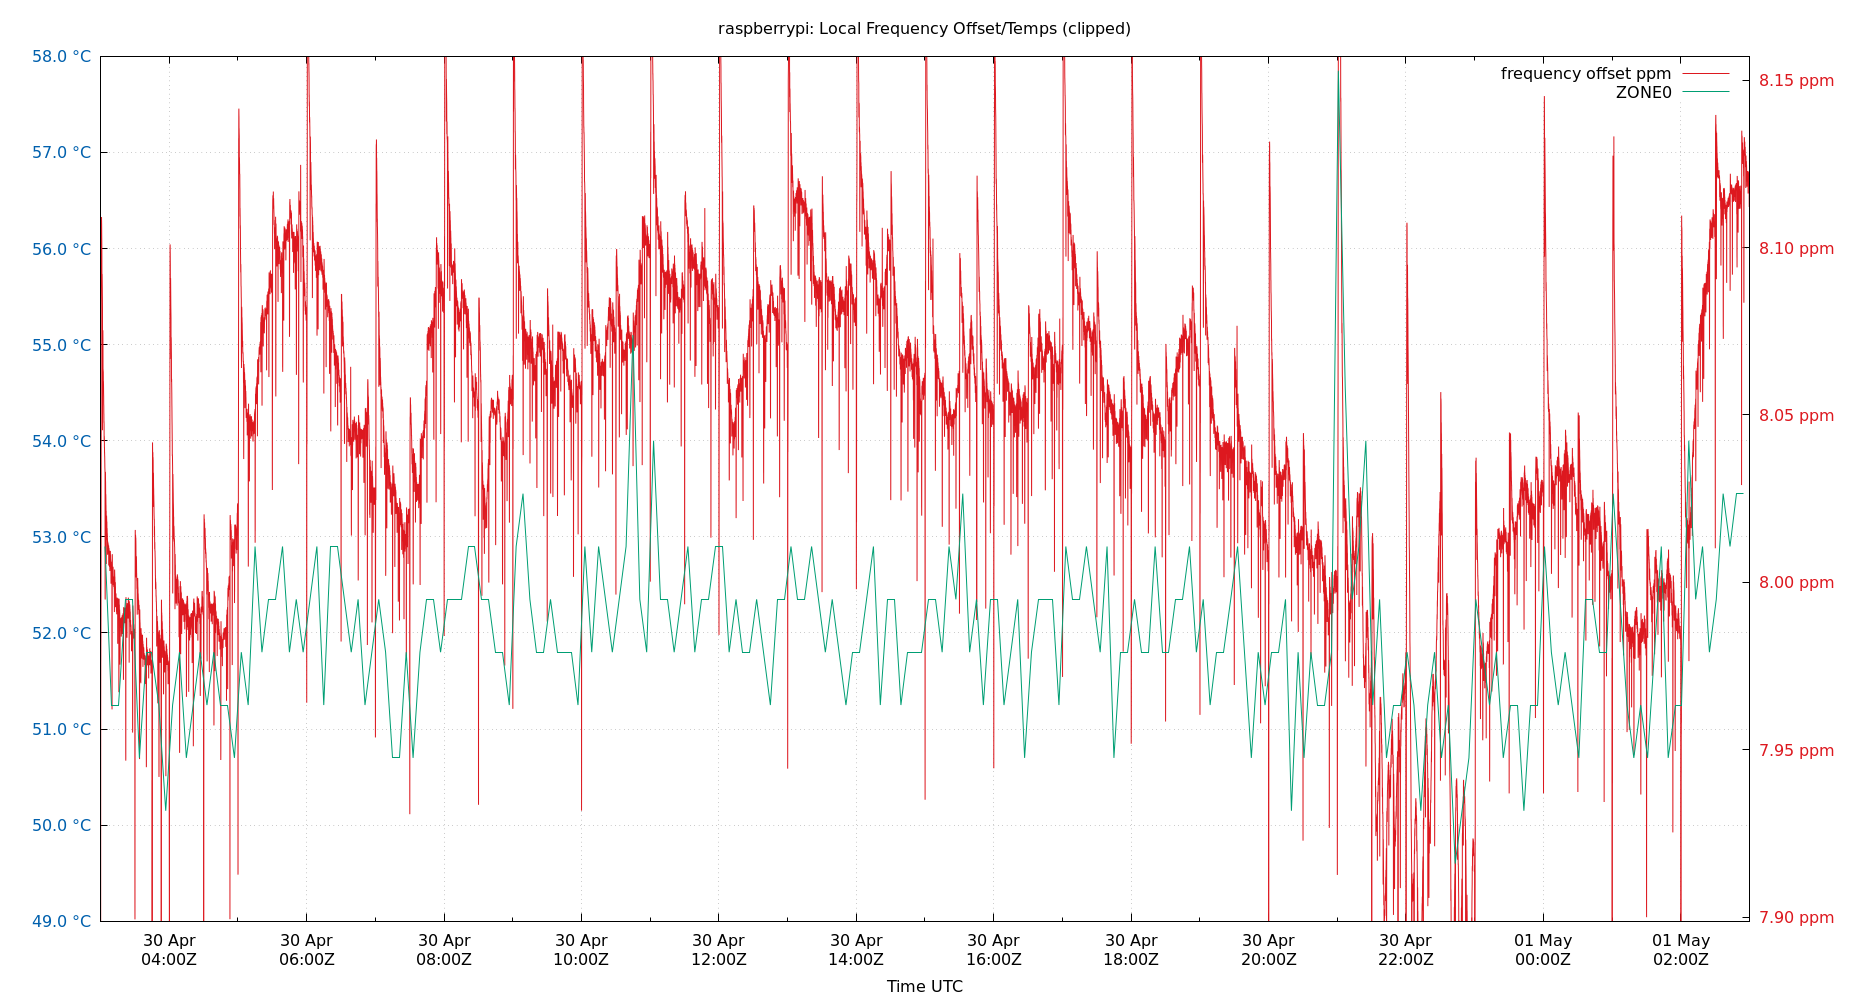 raspberrypi: Local Frequency Offset/Temps (clipped)
58.0 °C
57.0 °C
56.0 °C
55.0 °C
54.0 °C
53.0 °C
52.0 °C
51.0 °C
50.0 °C
49.0 °C
frequency offset ppm
ZONE0
8.15 ppm
8.10 ppm
8.05 ppm
8.00 ppm
7.95 ppm
7.90 ppm
30 Apr 30 Apr 30 Apr 30 Apr 30 Apr 30 Apr 30 Apr 30 Apr 30 Apr 30 Apr 01 May 01 May
04:00Z 06:00Z 08:00Z 10:00Z 12:00Z 14:00Z 16:00Z 18:00Z 20:00Z 22:00Z 00:00Z 02:00Z
Time UTC